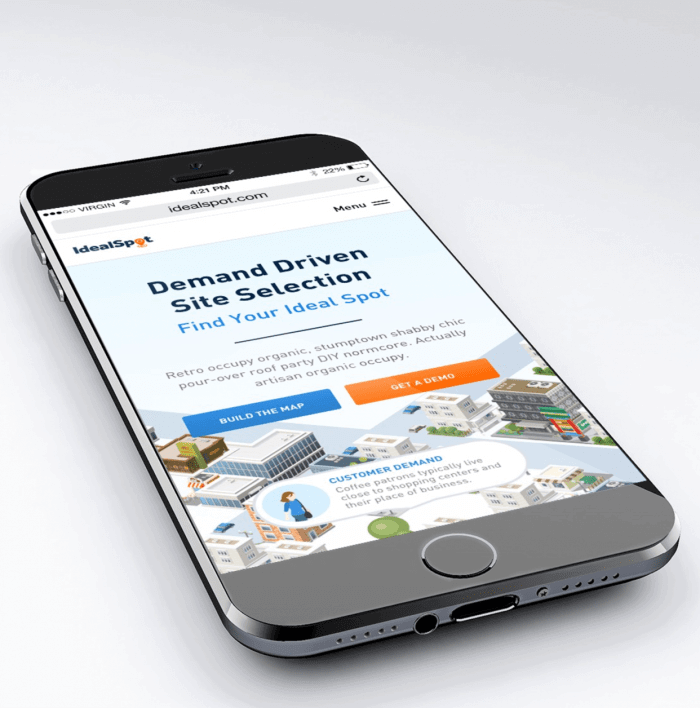 VIRGIN 4:21 PM 22%
idealspot.com
IdealSpot Menu
Demand Driven
Site Selection
Find Your Ideal Spot
Retro occupy organic, stumptown shabby chic
pour-over roof party DIY normcore. Actually
artisan organic occupy.
BUILD THE MAP GET A DEMO
CUSTOMER DEMAND
Coffee patrons typically live
close to shopping centers and
their place of business.